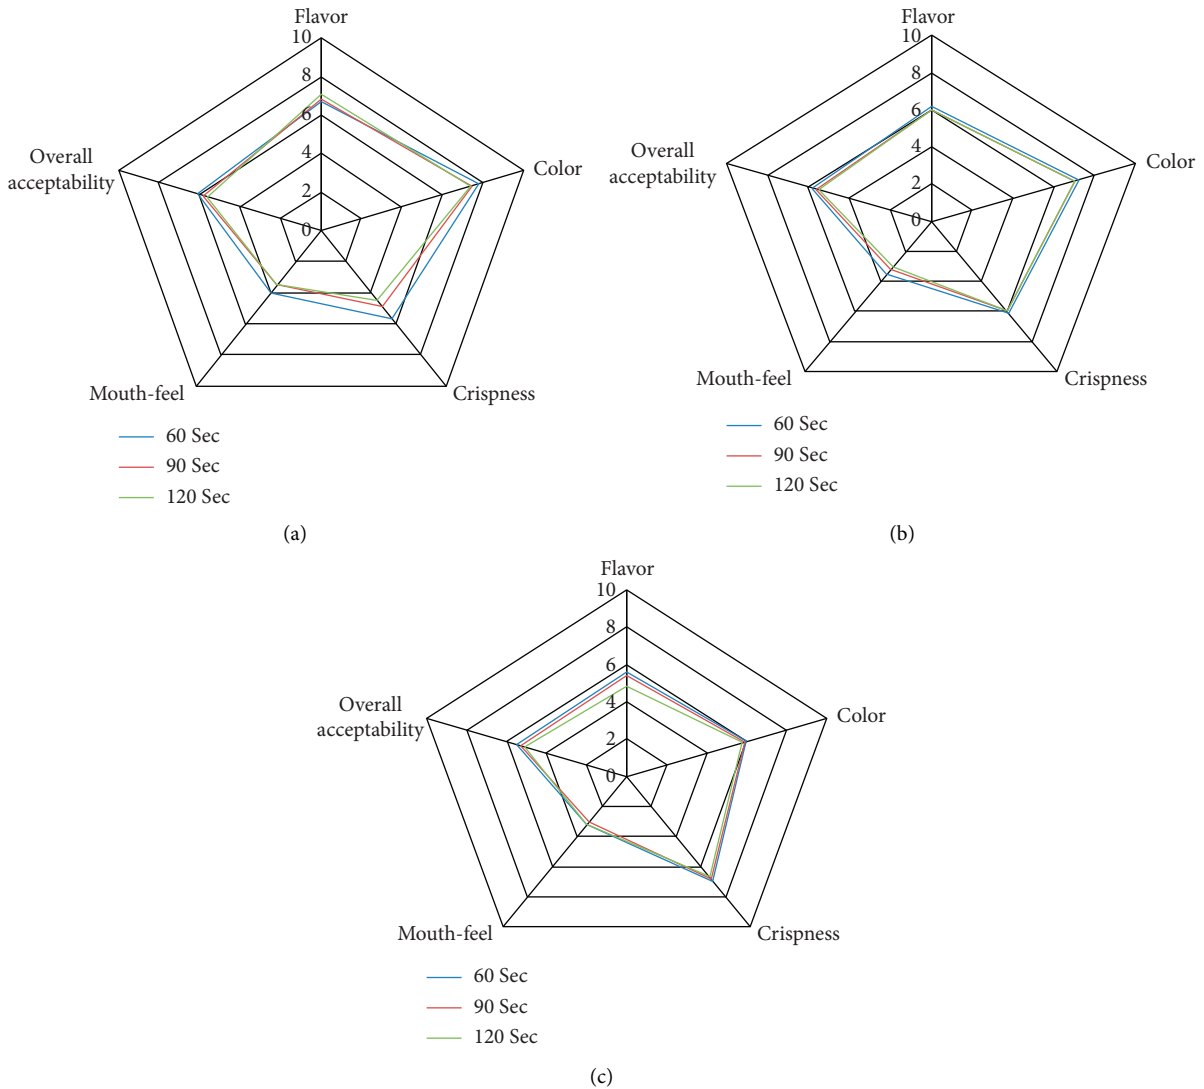 Flavor
10
8
6
4
2
0
Color
Overall
acceptability
Mouth-feel
Crispness
60 Sec
90 Sec
120 Sec
(a)
Flavor
10
8
6
4
2
0
Color
Overall
acceptability
Mouth-feel
Crispness
60 Sec
90 Sec
120 Sec
(b)
Flavor
10
8
6
4
2
0
Color
Overall
acceptability
Mouth-feel
Crispness
60 Sec
90 Sec
120 Sec
(c)